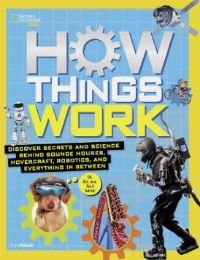 NATIONAL
GEOGRAPHIC
KIDS
HOW
THINGS
WORK
DISCOVER SECRETS AND SCIENCE
BEHIND BOUNCE HOUSES,
HOVERCRAFT, ROBOTICS, AND
EVERYTHING IN BETWEEN